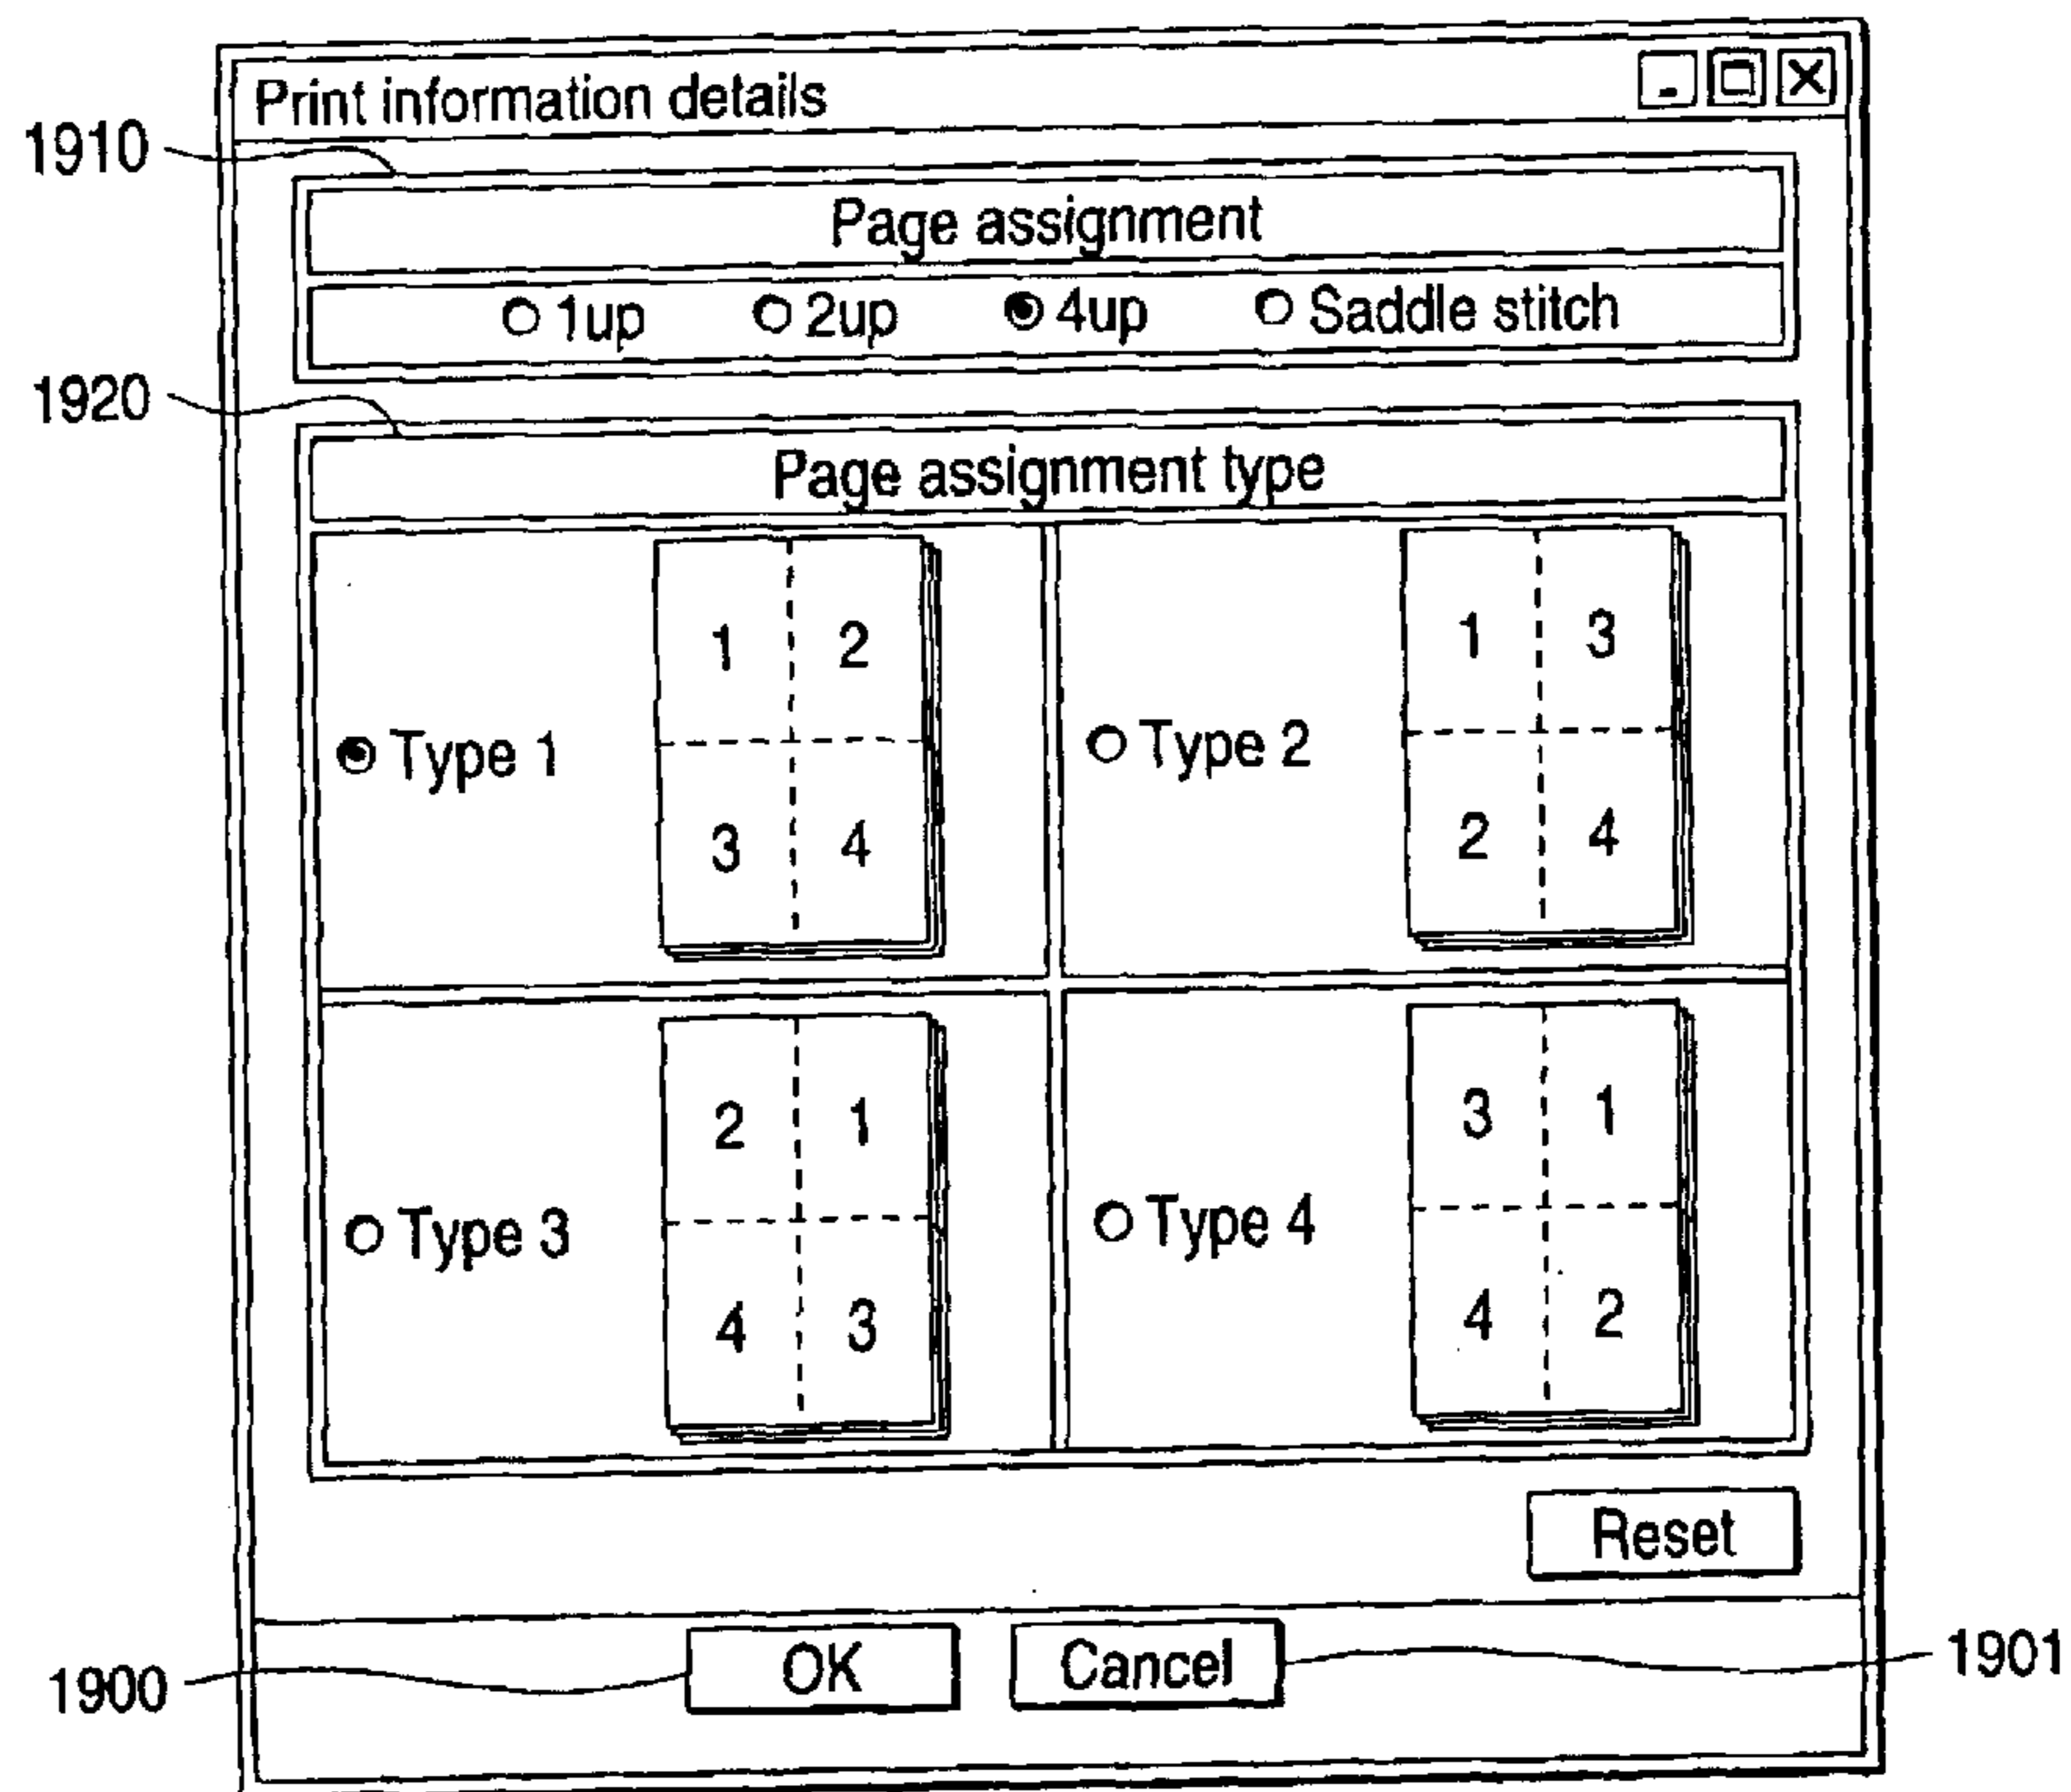 Print information details
1910
Page assignment
1up 2up 4up Saddle stitch
1920
Page assignment type
Type 1
1 2
3 4
Type 2
1 3
2 4
Type 3
2 1
4 3
Type 4
3 1
4 2
Reset
1900
OK
Cancel
1901